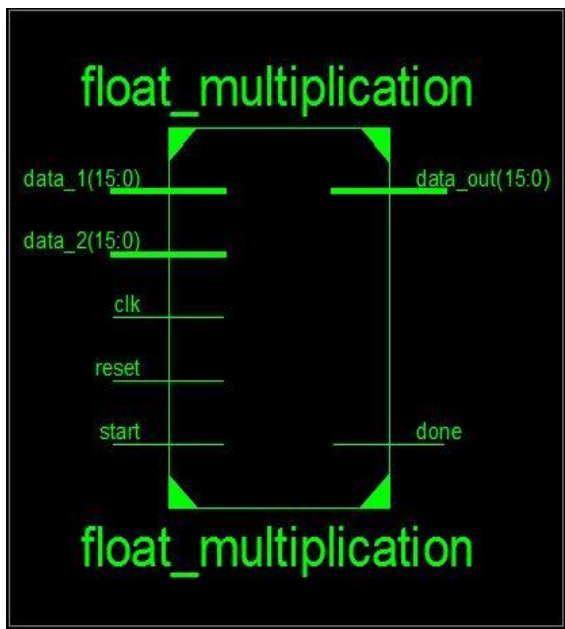 float_multiplication
data_1(15:0)
data_out(15:0)
data_2(15:0)
clk
reset
start
done
float_multiplication